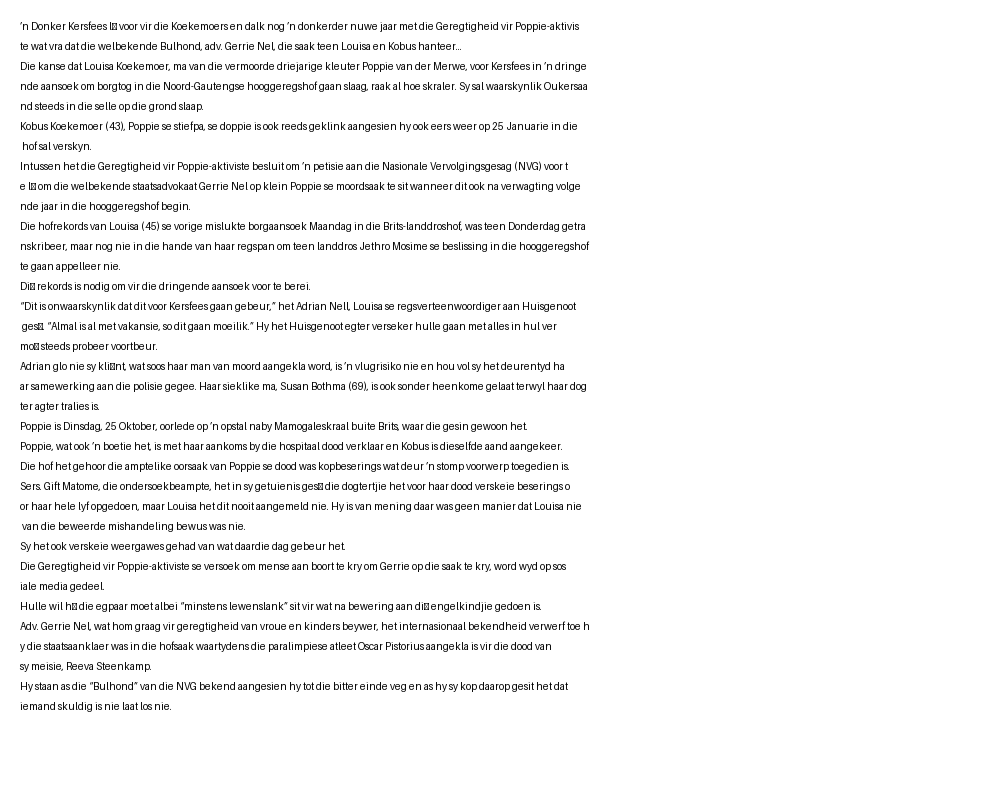 ’n Donker Kersfees l☒ voor vir die Koekemoers en dalk nog ’n donkerder nuwe jaar met die Geregtigheid vir Poppie-aktivis
te wat vra dat die welbekende Bulhond, adv. Gerrie Nel, die saak teen Louisa en Kobus hanteer…
Die kanse dat Louisa Koekemoer, ma van die vermoorde driejarige kleuter Poppie van der Merwe, voor Kersfees in ’n dringe
nde aansoek om borgtog in die Noord-Gautengse hooggeregshof gaan slaag, raak al hoe skraler. Sy sal waarskynlik Oukersaa
nd steeds in die selle op die grond slaap.
Kobus Koekemoer (43), Poppie se stiefpa, se doppie is ook reeds geklink aangesien hy ook eers weer op 25 Januarie in die
hof sal verskyn.
Intussen het die Geregtigheid vir Poppie-aktiviste besluit om ’n petisie aan die Nasionale Vervolgingsgesag (NVG) voor t
e l☒ om die welbekende staatsadvokaat Gerrie Nel op klein Poppie se moordsaak te sit wanneer dit ook na verwagting volge
nde jaar in die hooggeregshof begin.
Die hofrekords van Louisa (45) se vorige mislukte borgaansoek Maandag in die Brits-landdroshof, was teen Donderdag getra
nskribeer, maar nog nie in die hande van haar regspan om teen landdros Jethro Mosime se beslissing in die hooggeregshof
te gaan appelleer nie.
Di☒ rekords is nodig om vir die dringende aansoek voor te berei.
“Dit is onwaarskynlik dat dit voor Kersfees gaan gebeur,” het Adrian Nell, Louisa se regsverteenwoordiger aan Huisgenoot
ges☒. “Almal is al met vakansie, so dit gaan moeilik.” Hy het Huisgenoot egter verseker hulle gaan met alles in hul ver
mo☒ steeds probeer voortbeur.
Adrian glo nie sy kli☒nt, wat soos haar man van moord aangekla word, is ’n vlugrisiko nie en hou vol sy het deurentyd ha
ar samewerking aan die polisie gegee. Haar sieklike ma, Susan Bothma (69), is ook sonder heenkome gelaat terwyl haar dog
ter agter tralies is.
Poppie is Dinsdag, 25 Oktober, oorlede op ’n opstal naby Mamogaleskraal buite Brits, waar die gesin gewoon het.
Poppie, wat ook ’n boetie het, is met haar aankoms by die hospitaal dood verklaar en Kobus is dieselfde aand aangekeer.
Die hof het gehoor die amptelike oorsaak van Poppie se dood was kopbeserings wat deur ’n stomp voorwerp toegedien is.
Sers. Gift Matome, die ondersoekbeampte, het in sy getuienis ges☒ die dogtertjie het voor haar dood verskeie beserings o
or haar hele lyf opgedoen, maar Louisa het dit nooit aangemeld nie. Hy is van mening daar was geen manier dat Louisa nie
van die beweerde mishandeling bewus was nie.
Sy het ook verskeie weergawes gehad van wat daardie dag gebeur het.
Die Geregtigheid vir Poppie-aktiviste se versoek om mense aan boort te kry om Gerrie op die saak te kry, word wyd op sos
iale media gedeel.
Hulle wil h☒ die egpaar moet albei “minstens lewenslank” sit vir wat na bewering aan di☒ engelkindjie gedoen is.
Adv. Gerrie Nel, wat hom graag vir geregtigheid van vroue en kinders beywer, het internasionaal bekendheid verwerf toe h
y die staatsaanklaer was in die hofsaak waartydens die paralimpiese atleet Oscar Pistorius aangekla is vir die dood van
sy meisie, Reeva Steenkamp.
Hy staan as die “Bulhond” van die NVG bekend aangesien hy tot die bitter einde veg en as hy sy kop daarop gesit het dat
iemand skuldig is nie laat los nie.